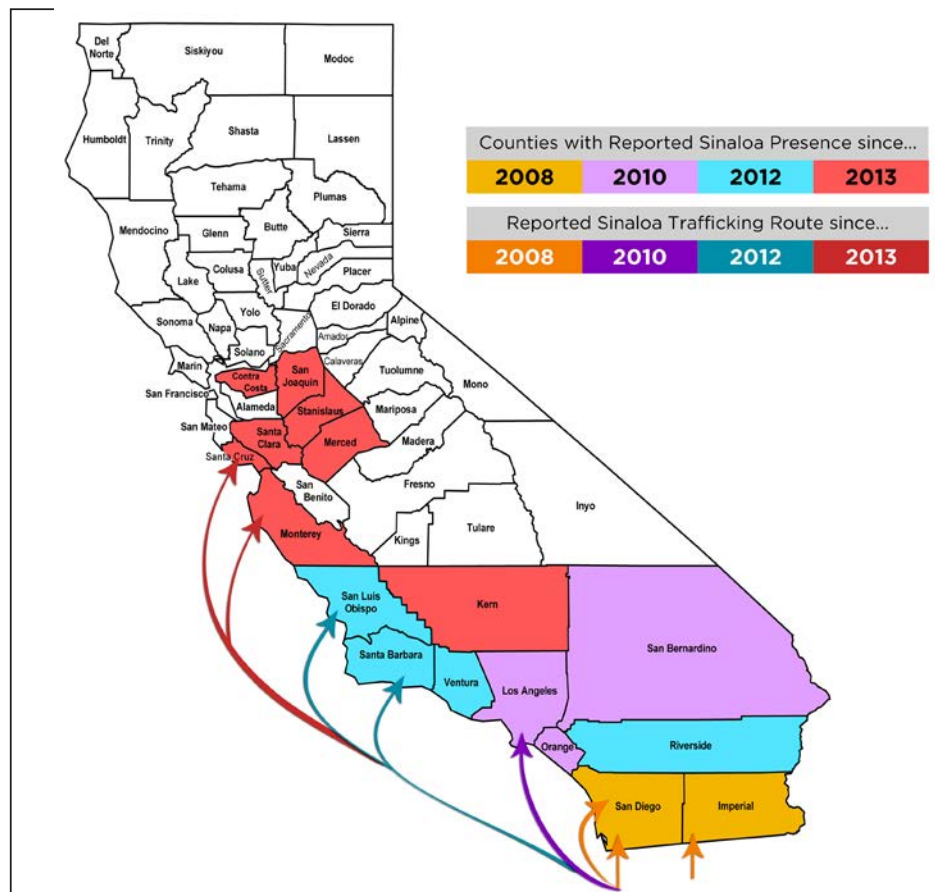 Del
Norte
Siskiyou
Modoc
Humboldt
Trinity
Shasta
Lassen
Counties with Reported Sinaloa Presence since...
2008 2010 2012 2013
Reported Sinaloa Trafficking Route since...
2008 2010 2012 2013
Tehama
Plumas
Mendocino
Glenn
Butte
Sierra
Lake
Colusa
Sutter
Yuba
Nevada
Placer
Sonoma
Napa
Yolo
Sacramento
El Dorado
Alpine
Solano
Amador
Marin
Calaveras
San Francisco
Contra
Costa
San
Joaquin
Tuolumne
Mono
Alameda
San Mateo
Stanislaus
Mariposa
Santa
Clara
Merced
Madera
Santa Cruz
San
Benito
Fresno
Inyo
Monterey
Kings
Tulare
San Luis
Obispo
Kern
San Bernardino
Santa Barbara
Ventura
Los Angeles
Orange
Riverside
San Diego
Imperial